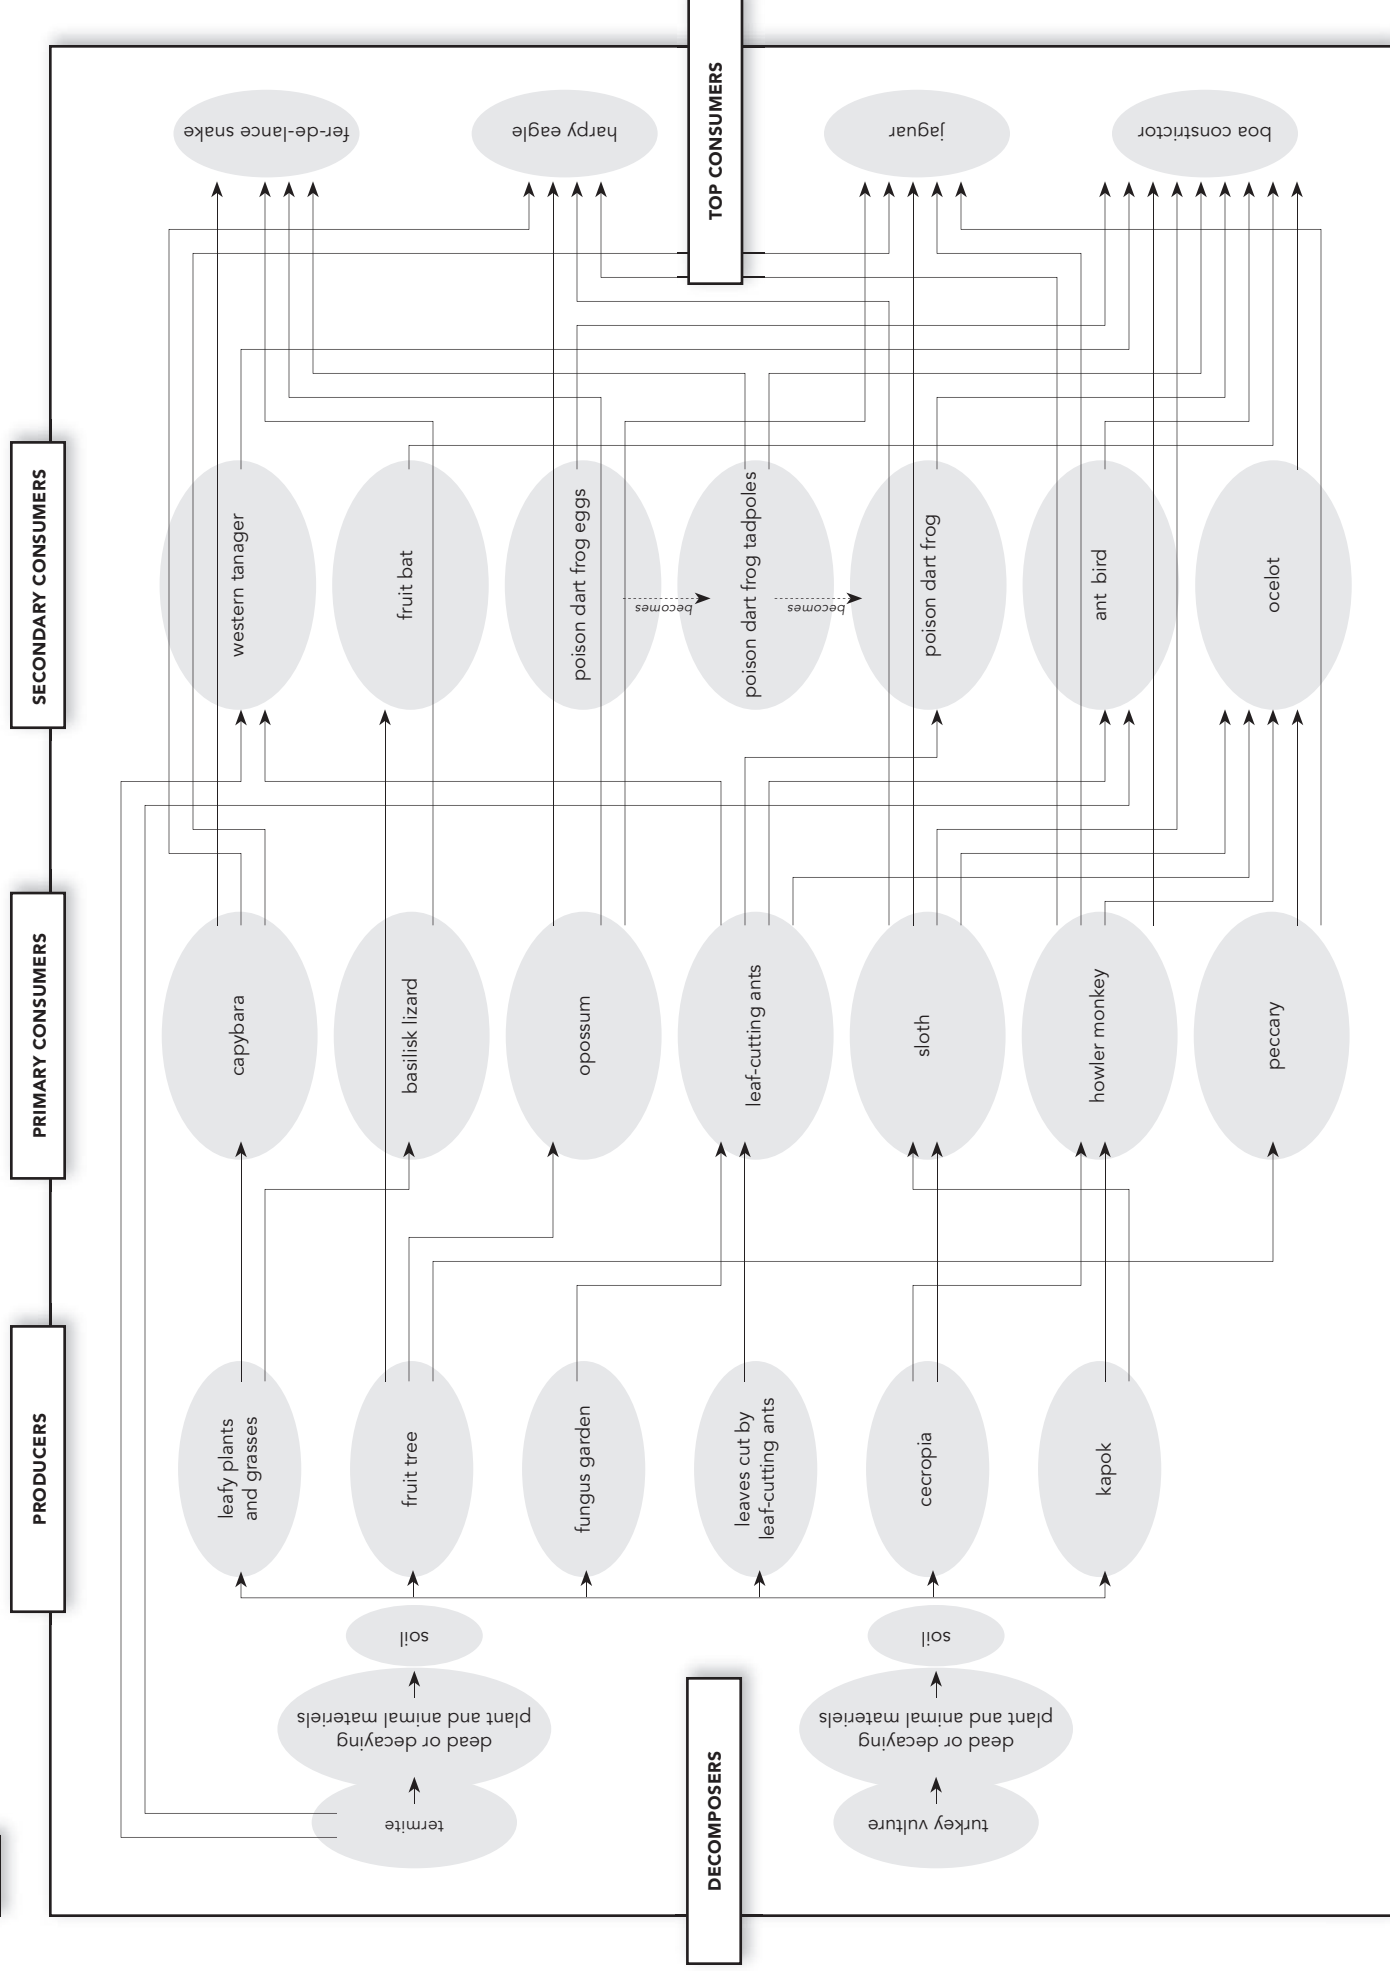 TOP CONSUMERS
fer-de-lance snake
harpy eagle
jaguar
boa constrictor
SECONDARY CONSUMERS
western tanager
fruit bat
poison dart frog eggs
becomes
poison dart frog tadpoles
becomes
poison dart frog
ant bird
ocelot
PRIMARY CONSUMERS
capybara
basilisk lizard
opossum
leaf-cutting ants
sloth
howler monkey
peccary
PRODUCERS
leafy plants
and grasses
fruit tree
fungus garden
leaves cut by
leaf-cutting ants
cecropia
kapok
soil
dead or decaying
plant and animal materiels
termite
soil
dead or decaying
plant and animal materiels
turkey vulture
DECOMPOSERS